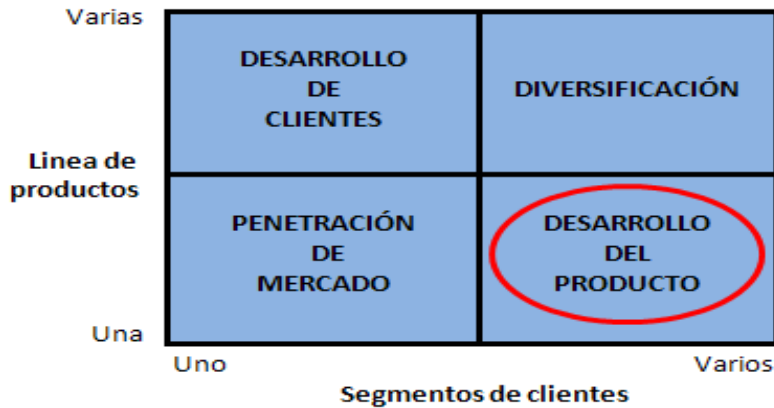 Varias
DESARROLLO
DE
CLIENTES
DIVERSIFICACIÓN
Linea de
productos
PENETRACIÓN
DE
MERCADO
DESARROLLO
DEL
PRODUCTO
Una
Uno
Varios
Segmentos de clientes